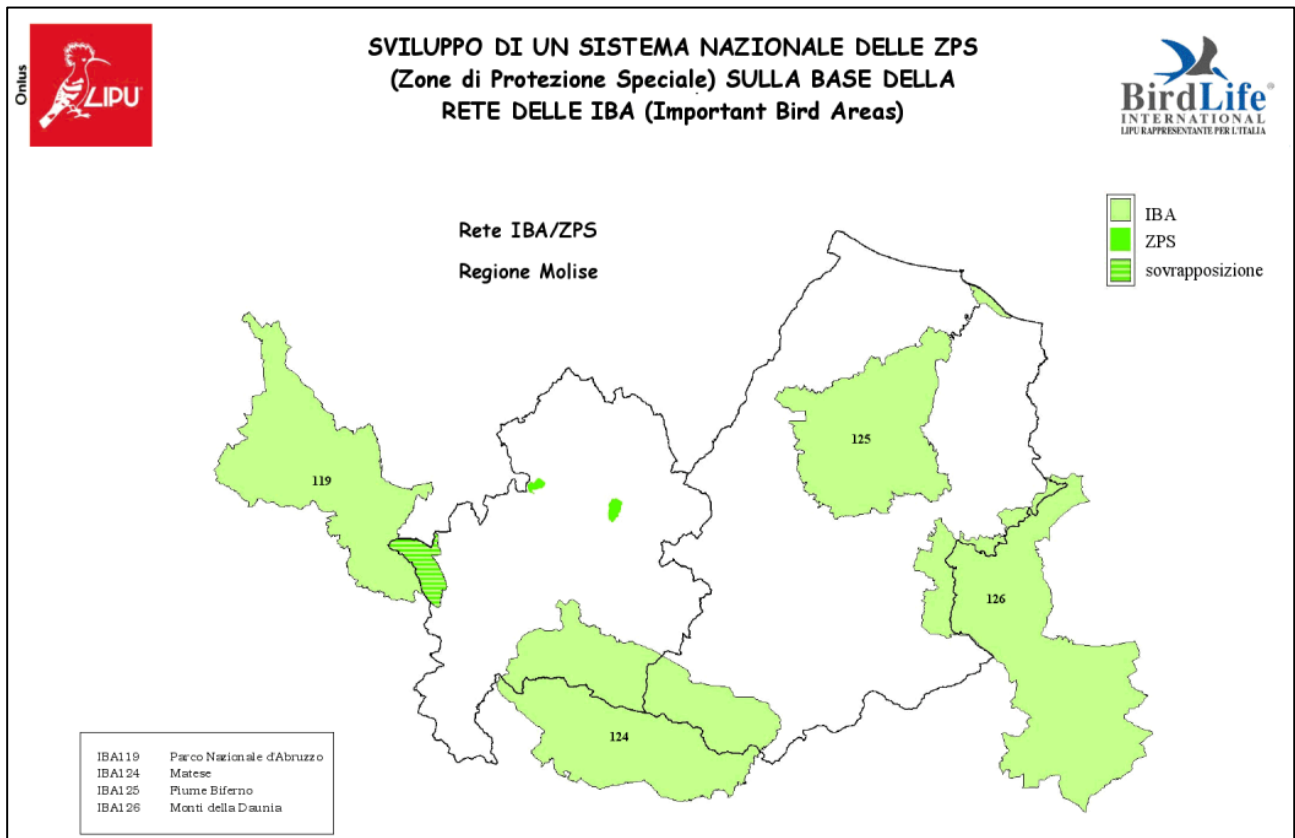 Onlus
LIPU
SVILUPPO DI UN SISTEMA NAZIONALE DELLE ZPS
(Zone di Protezione Speciale) SULLA BASE DELLA
RETE DELLE IBA (Important Bird Areas)
BirdLife®
INTERNATIONAL
LIPU RAPPRESENTANTE PER L'ITALIA
Rete IBA/ZPS
Regione Molise
IBA
ZPS
sovrapposizione
125
119
126
124
IBA119 Parco Nazionale d'Abruzzo
IBA124 Matese
IBA125 Fiume Biferno
IBA126 Monti della Daunia